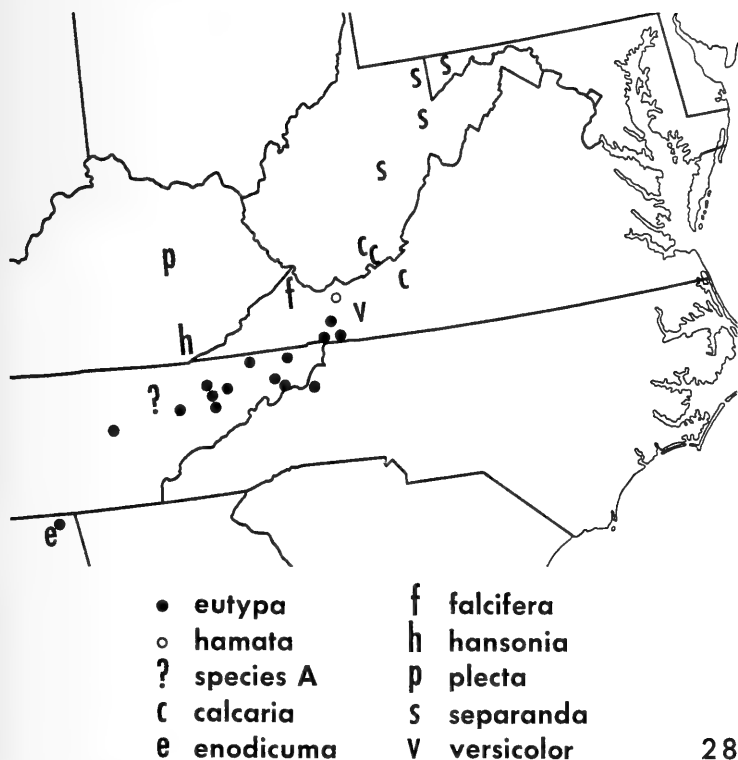 s s
s
s
p
c
c
c
f
v
h
?
e
● eutypa f falcifera
○ hamata h hansonia
? species A p plecta
c calcaria s separanda
e enodicuma v versicolor
28